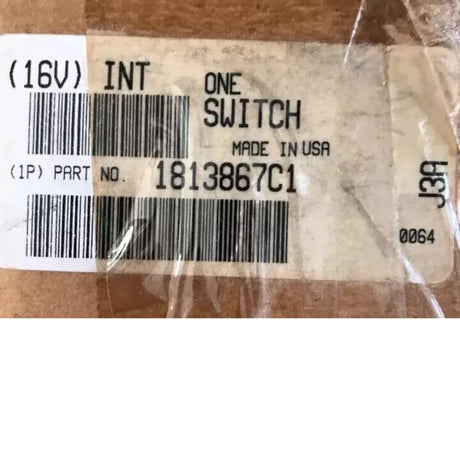 (16V) INT ONE
SWITCH
MADE IN USA
(1P) PART NO. 1813867C1
J3A
0064